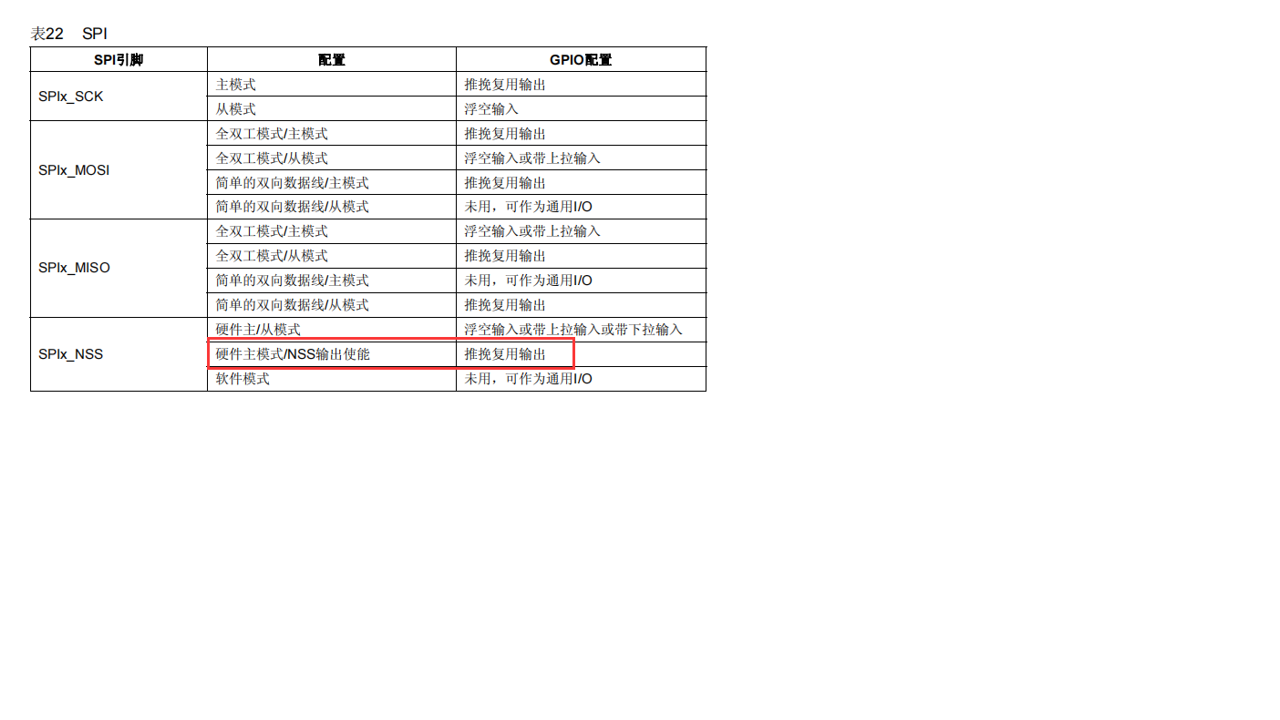 表22 SPI
SPI引脚 配置 GPIO配置
SPIx_SCK 主模式 推挽复用输出
从模式 浮空输入
SPIx_MOSI 全双工模式/主模式 推挽复用输出
全双工模式/从模式 浮空输入或带上拉输入
简单的双向数据线/主模式 推挽复用输出
简单的双向数据线/从模式 未用，可作为通用I/O
SPIx_MISO 全双工模式/主模式 浮空输入或带上拉输入
全双工模式/从模式 推挽复用输出
简单的双向数据线/主模式 未用，可作为通用I/O
简单的双向数据线/从模式 推挽复用输出
SPIx_NSS 硬件主/从模式 浮空输入或带上拉输入或带下拉输入
硬件主模式/NSS输出使能 推挽复用输出
软件模式 未用，可作为通用I/O